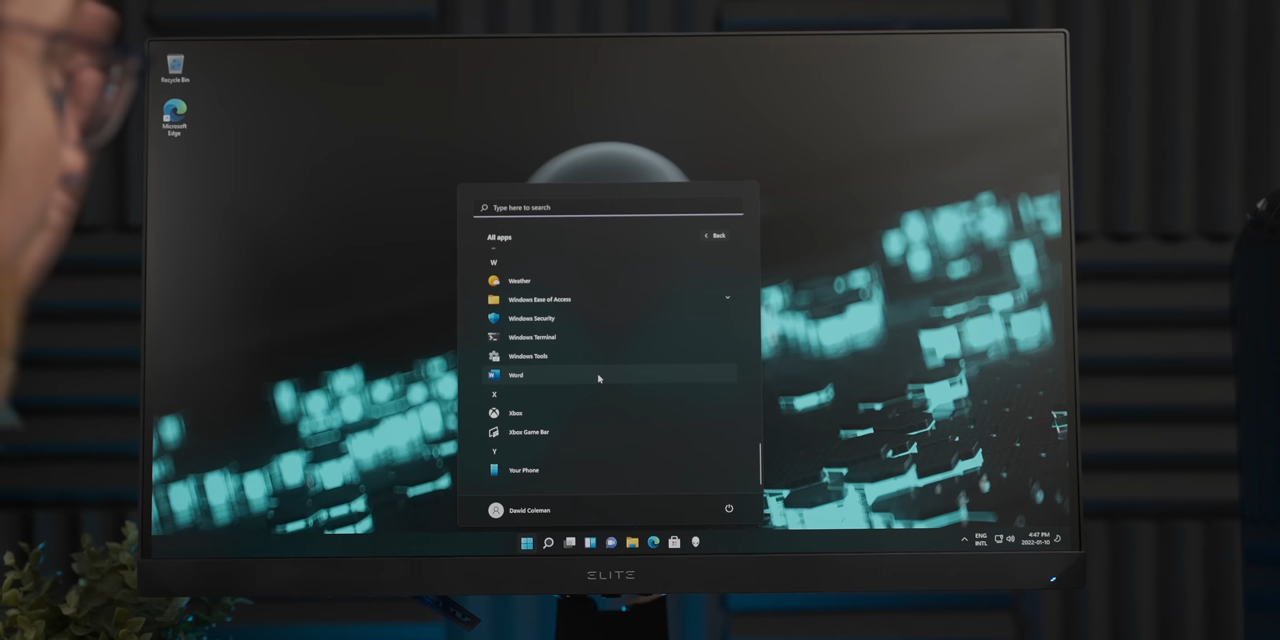 Recycle Bin
Microsoft
Edge
Type here to search
All apps
Back
W
Weather
Windows Ease of Access
Windows Security
Windows Terminal
Windows Tools
Word
X
Xbox
Xbox Game Bar
Y
Your Phone
Dawid Coleman
ENG
INTL
4:47 PM
2022-01-10
ELITE